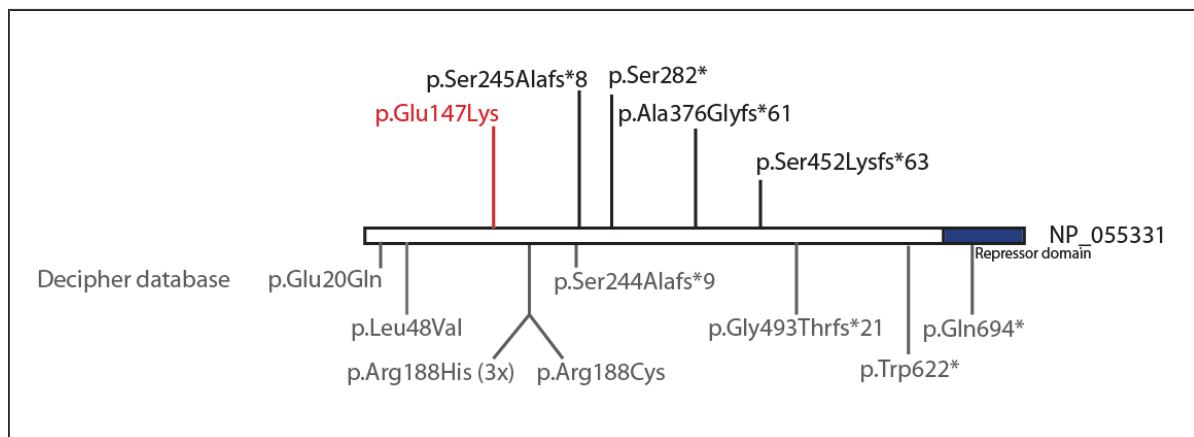 p.Ser245Alafs*8
p.Ser282*
p.Glu147Lys
p.Ala376Glyfs*61
p.Ser452Lysfs*63
NP_055331
Repressor domain
Decipher database
p.Glu20Gln
p.Ser244Alafs*9
p.Leu48Val
p.Gly493Thrfs*21
p.Gln694*
p.Arg188His (3x)
p.Arg188Cys
p.Trp622*